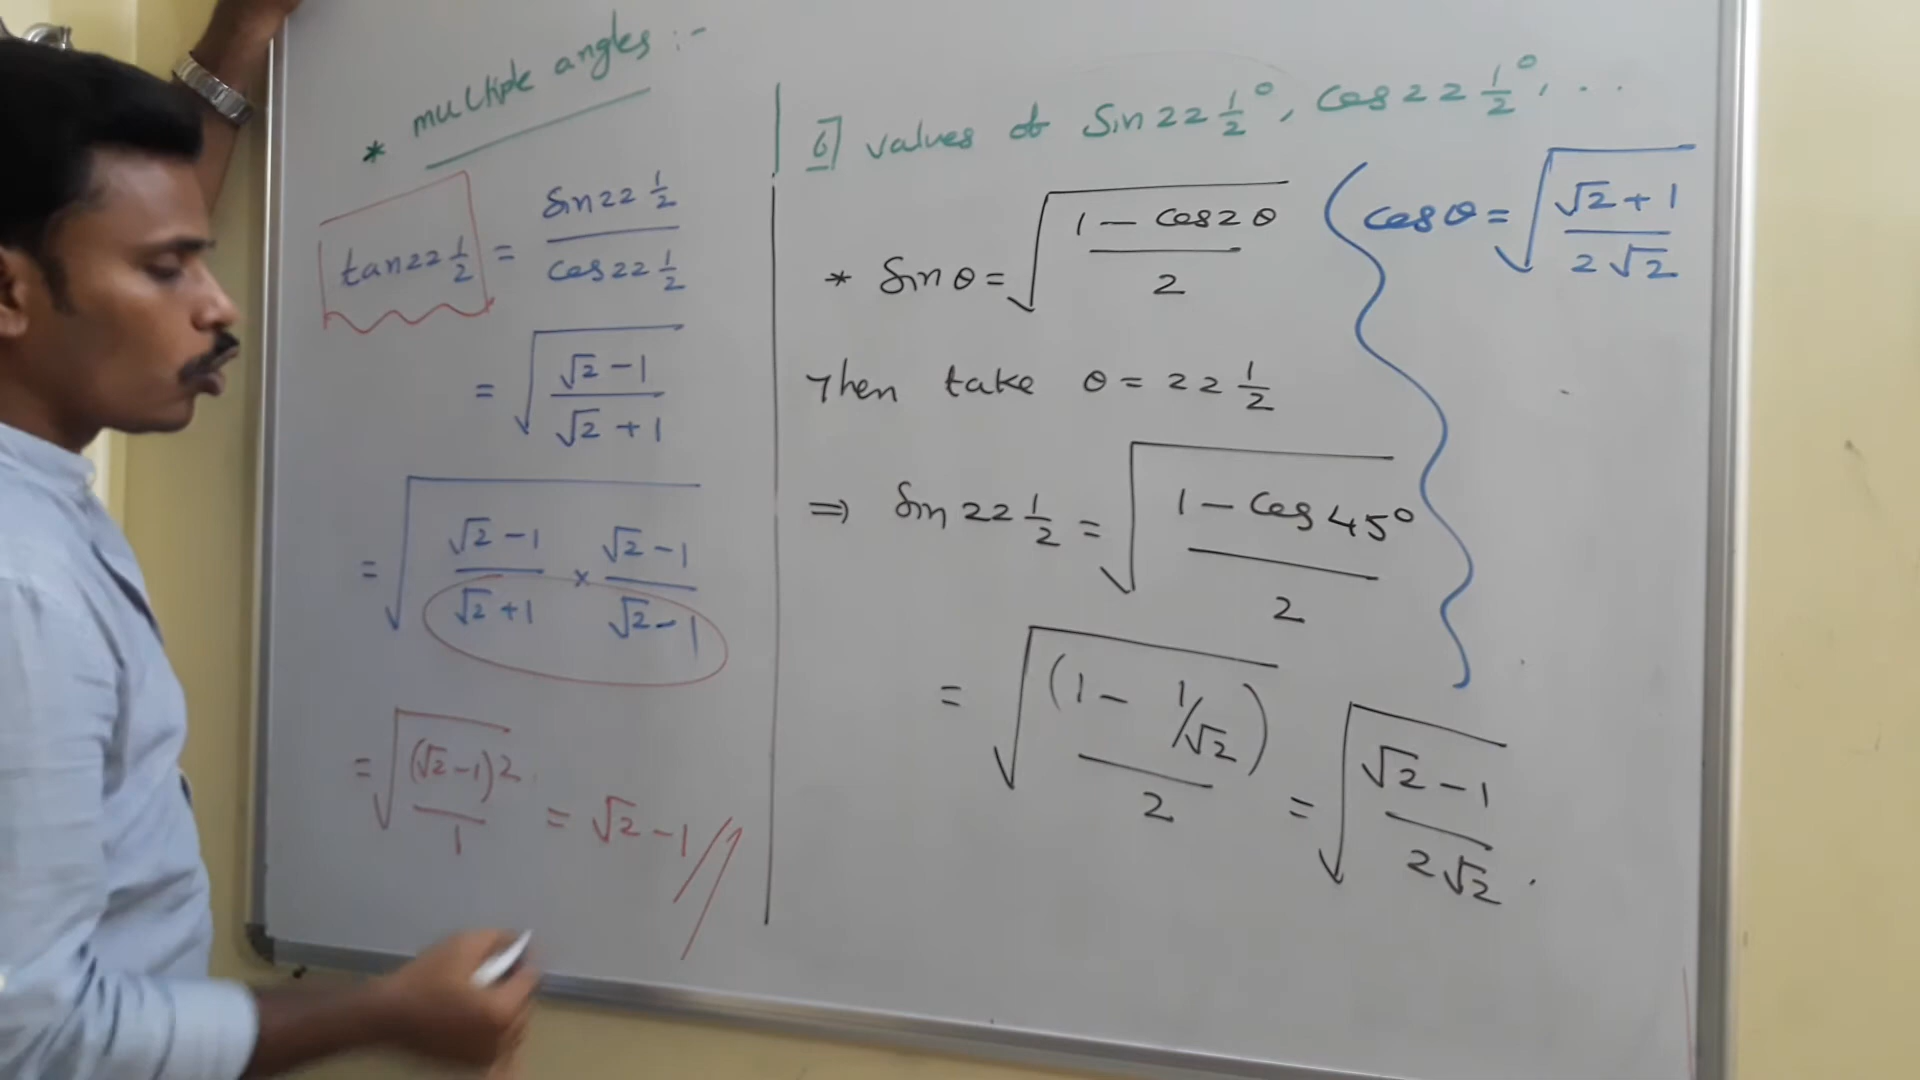 * multiple angles :-
tan 22 1/2 = sin 22 1/2 / cos 22 1/2
= √((√2 - 1) / (√2 + 1))
= √((√2 - 1) / (√2 + 1) × (√2 - 1) / (√2 - 1))
= √((√2 - 1)2 / 1) = √2 - 1 //
6] values of Sin 22 1/2°, cos 22 1/2°, ...
* Sin θ = √((1 - cos 2θ) / 2)
Then take θ = 22 1/2
⇒ Sin 22 1/2 = √((1 - cos 45°) / 2)
= √((1 - 1/√2) / 2) = √((√2 - 1) / 2√2).
cos θ = √((√2 + 1) / 2√2)